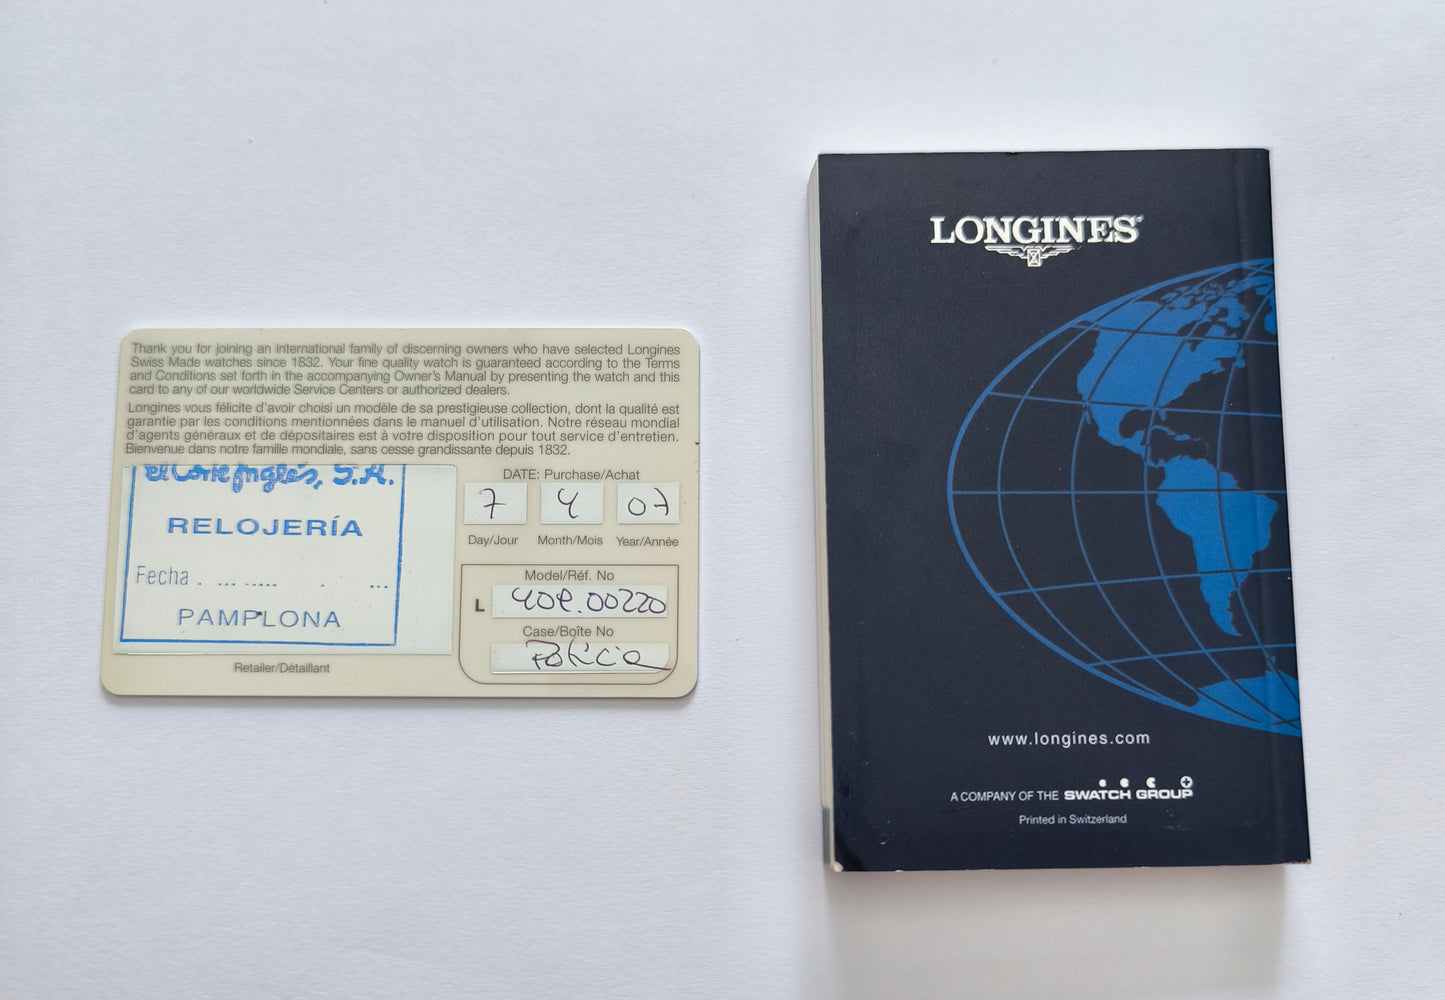 Thank you for joining an international family of discerning owners who have selected Longines
Swiss Made watches since 1832. Your fine quality watch is guaranteed according to the Terms
and Conditions set forth in the accompanying Owner's Manual by presenting the watch and this
card to any of our worldwide Service Centers or authorized dealers.
Longines vous félicite d'avoir choisi un modèle de sa prestigieuse collection, dont la qualité est
garantie par les conditions mentionnées dans le manuel d'utilisation. Notre réseau mondial
d'agents généraux et de dépositaires est à votre disposition pour tout service d'entretien.
Bienvenue dans notre famille mondiale, sans cesse grandissante depuis 1832.
El Corte Inglés, S.A.
RELOJERÍA
Fecha
PAMPLONA
Retailer/Détaillant
DATE: Purchase/Achat
7 4 07
Day/Jour Month/Mois Year/Année
Model/Réf. No
L
Case/Boîte No
LONGINES
www.longines.com
A COMPANY OF THE SWATCH GROUP
Printed in Switzerland